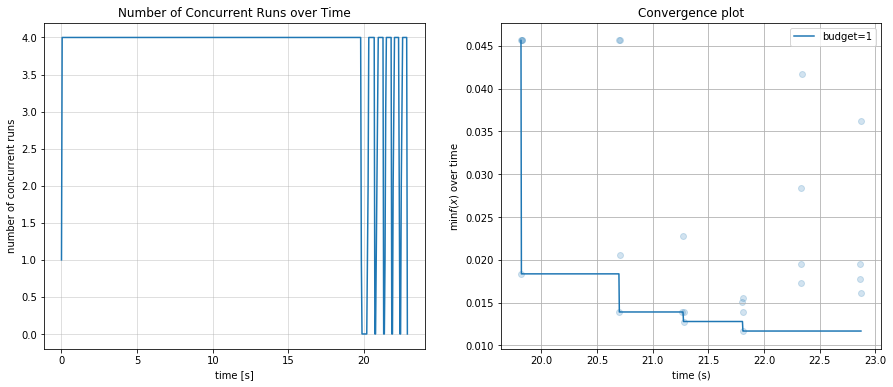 Number of Concurrent Runs over Time
number of concurrent runs
4.0
3.5
3.0
2.5
2.0
1.5
1.0
0.5
0.0
0 5 10 15 20
time [s]
Convergence plot
minf(x) over time
0.045
0.040
0.035
0.030
0.025
0.020
0.015
0.010
budget=1
20.0 20.5 21.0 21.5 22.0 22.5 23.0
time (s)